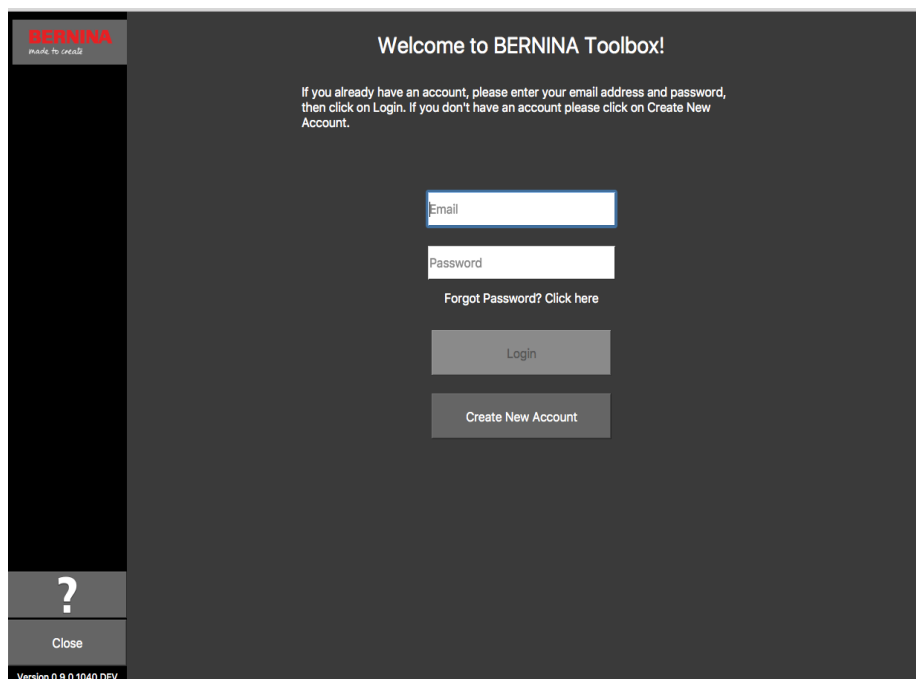 BERNINA
made to create
Welcome to BERNINA Toolbox!
If you already have an account, please enter your email address and password,
then click on Login. If you don't have an account please click on Create New
Account.
Email
Password
Forgot Password? Click here
Login
Create New Account
?
Close
Version 0.9.0.1040 DEV